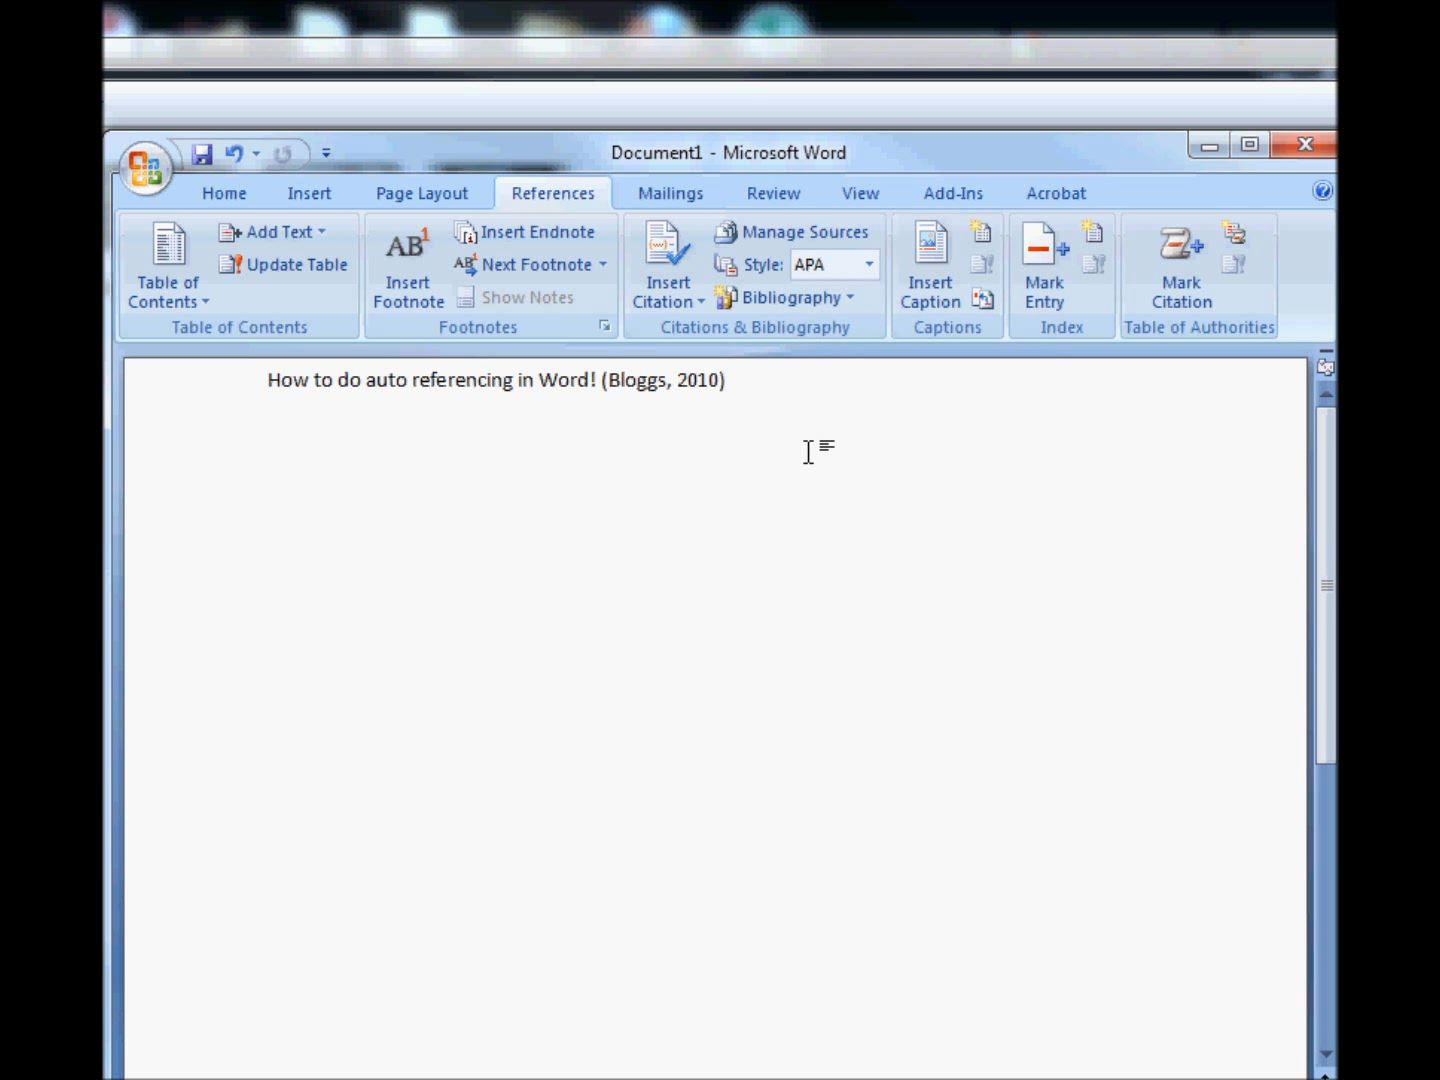 Document1 - Microsoft Word
Home Insert Page Layout References Mailings Review View Add-Ins Acrobat
Table of Contents
Add Text
Update Table
Table of Contents
AB1 Insert Footnote
Insert Endnote
AB1 Next Footnote
Show Notes
Footnotes
Insert Citation
Manage Sources
Style: APA
Bibliography
Citations & Bibliography
Insert Caption
Captions
Mark Entry
Index
Mark Citation
Table of Authorities
How to do auto referencing in Word! (Bloggs, 2010)